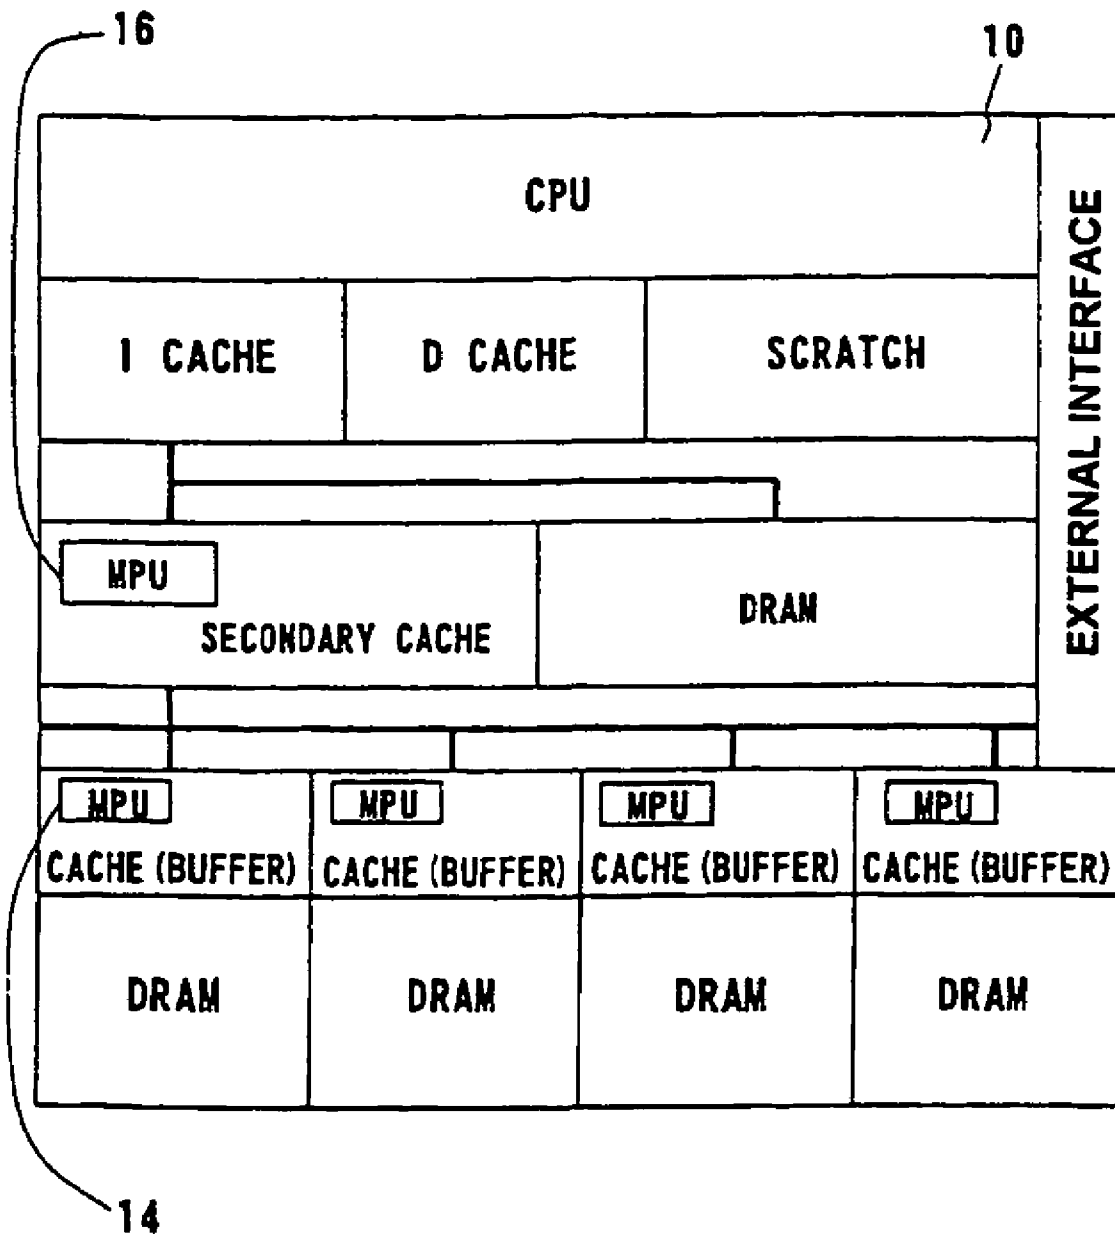 16
10
CPU
EXTERNAL INTERFACE
I CACHE
D CACHE
SCRATCH
MPU
SECONDARY CACHE
DRAM
MPU
MPU
MPU
MPU
CACHE (BUFFER)
CACHE (BUFFER)
CACHE (BUFFER)
CACHE (BUFFER)
DRAM
DRAM
DRAM
DRAM
14